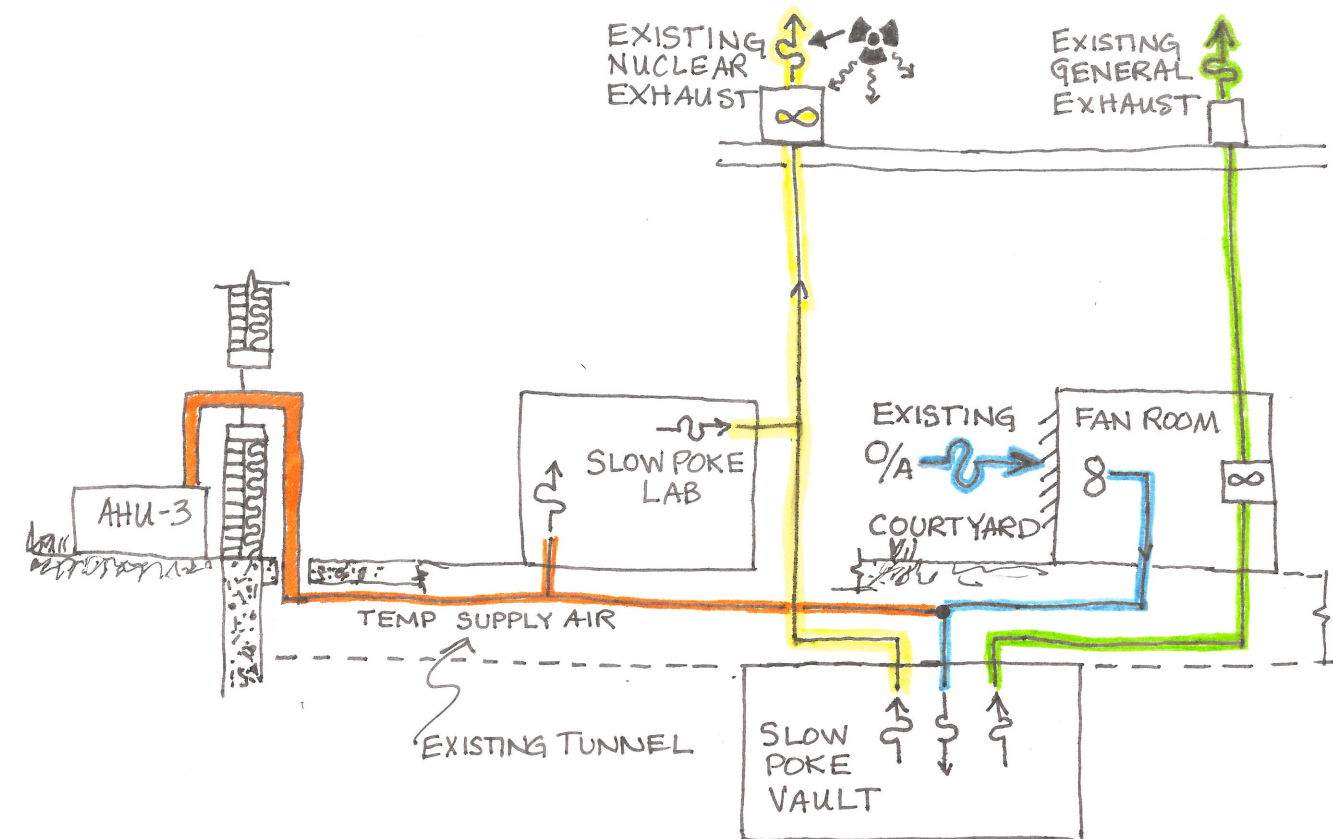 EXISTING
NUCLEAR
EXHAUST
EXISTING
GENERAL
EXHAUST
AHU-3
SLOW POKE
LAB
EXISTING
O/A
COURTYARD
FAN ROOM
TEMP SUPPLY AIR
EXISTING TUNNEL
SLOW
POKE
VAULT